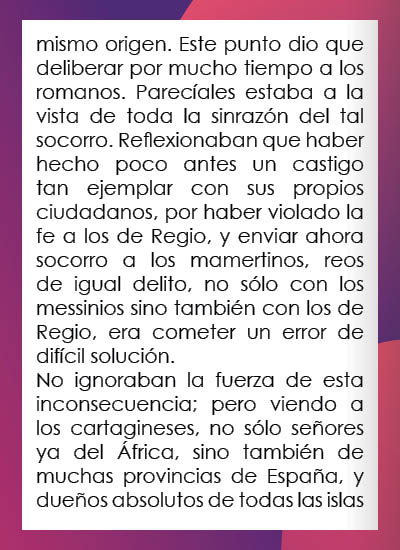 mismo origen. Este punto dio que
deliberar por mucho tiempo a los
romanos. Parecíales estaba a la
vista de toda la sinrazón del tal
socorro. Reflexionaban que haber
hecho poco antes un castigo
tan ejemplar con sus propios
ciudadanos, por haber violado la
fe a los de Regio, y enviar ahora
socorro a los mamertinos, reos
de igual delito, no sólo con los
messinios sino también con los de
Regio, era cometer un error de
difícil solución.
No ignoraban la fuerza de esta
inconsecuencia; pero viendo a
los cartagineses, no sólo señores
ya del África, sino también de
muchas provincias de España, y
dueños absolutos de todas las islas